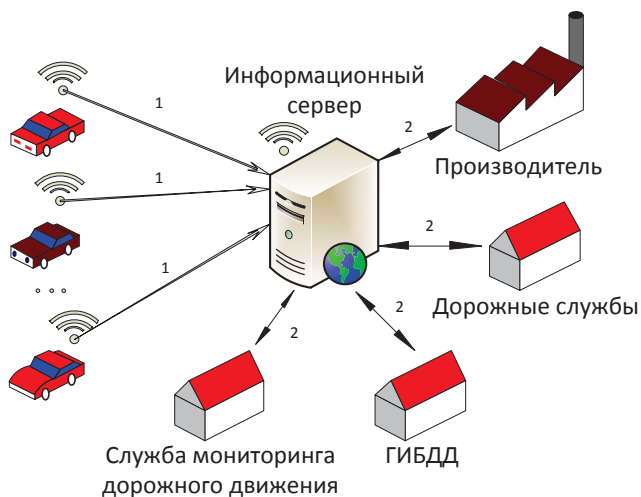 Информационный
сервер
1
1
1
2
Производитель
2
Дорожные службы
2
2
. . .
Служба мониторинга
дорожного движения
ГИБДД